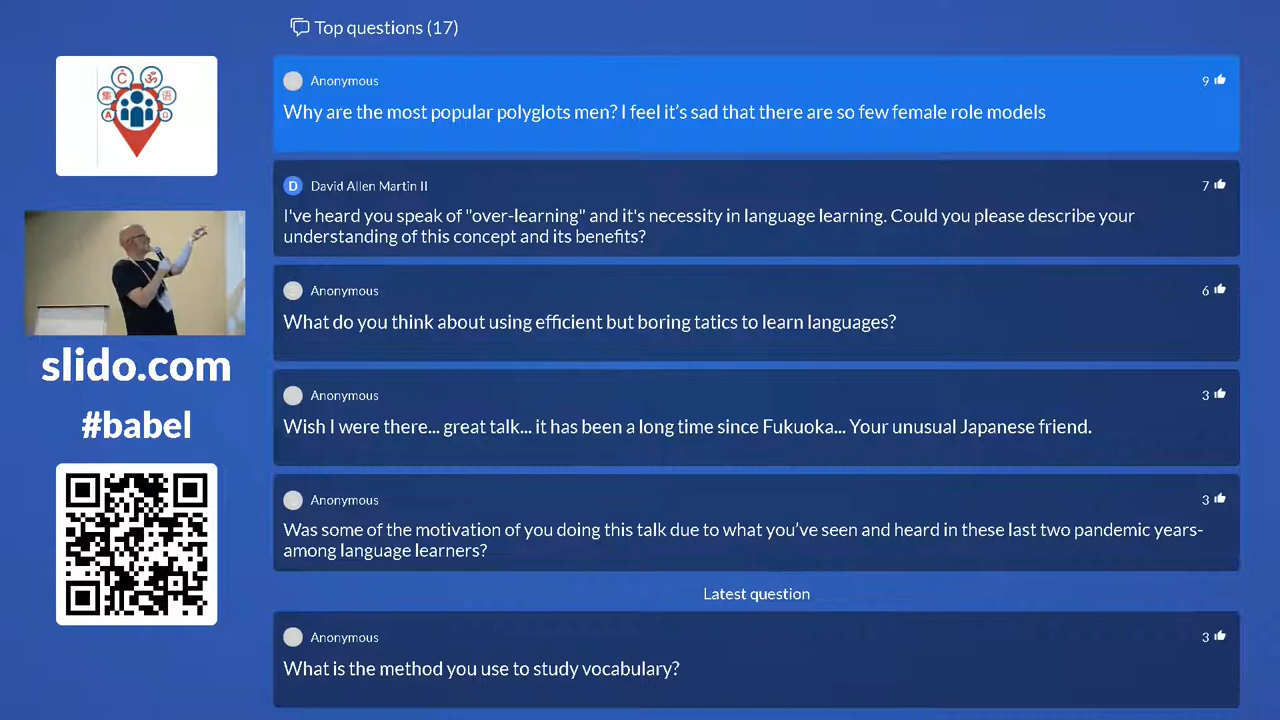 Top questions (17)
Anonymous
9
Why are the most popular polyglots men? I feel it's sad that there are so few female role models
D
David Allen Martin II
7
I've heard you speak of "over-learning" and it's necessity in language learning. Could you please describe your
understanding of this concept and its benefits?
Anonymous
6
What do you think about using efficient but boring tatics to learn languages?
Anonymous
3
Wish I were there... great talk... it has been a long time since Fukuoka... Your unusual Japanese friend.
Anonymous
3
Was some of the motivation of you doing this talk due to what you've seen and heard in these last two pandemic years-
among language learners?
Latest question
Anonymous
3
What is the method you use to study vocabulary?
Ĉ
ॐ
集
语
A
Ω
slido.com
#babel